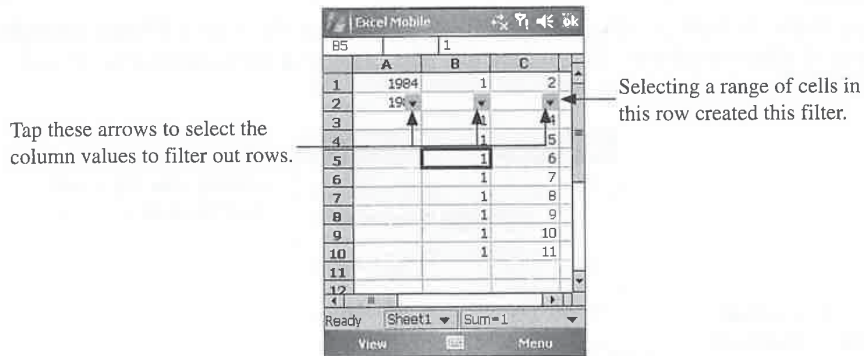 Excel Mobile ok
B5 1
A B C
1 1984 1 2
2 19
3 1 4
4 1 5
5 1 6
6 1 7
7 1 8
8 1 9
9 1 10
10 1 11
11
12
Ready Sheet1 Sum=1
View Menu
Tap these arrows to select the
column values to filter out rows.
Selecting a range of cells in
this row created this filter.